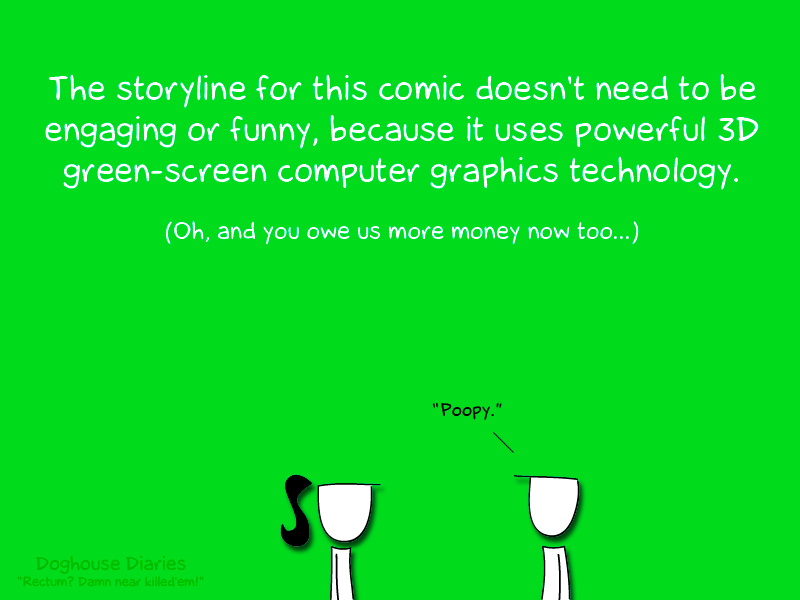 The storyline for this comic doesn't need to be
engaging or funny, because it uses powerful 3D
green-screen computer graphics technology.
(Oh, and you owe us more money now too...)
"Poopy."
Doghouse Diaries
"Rectum? Damn near killed'em!"